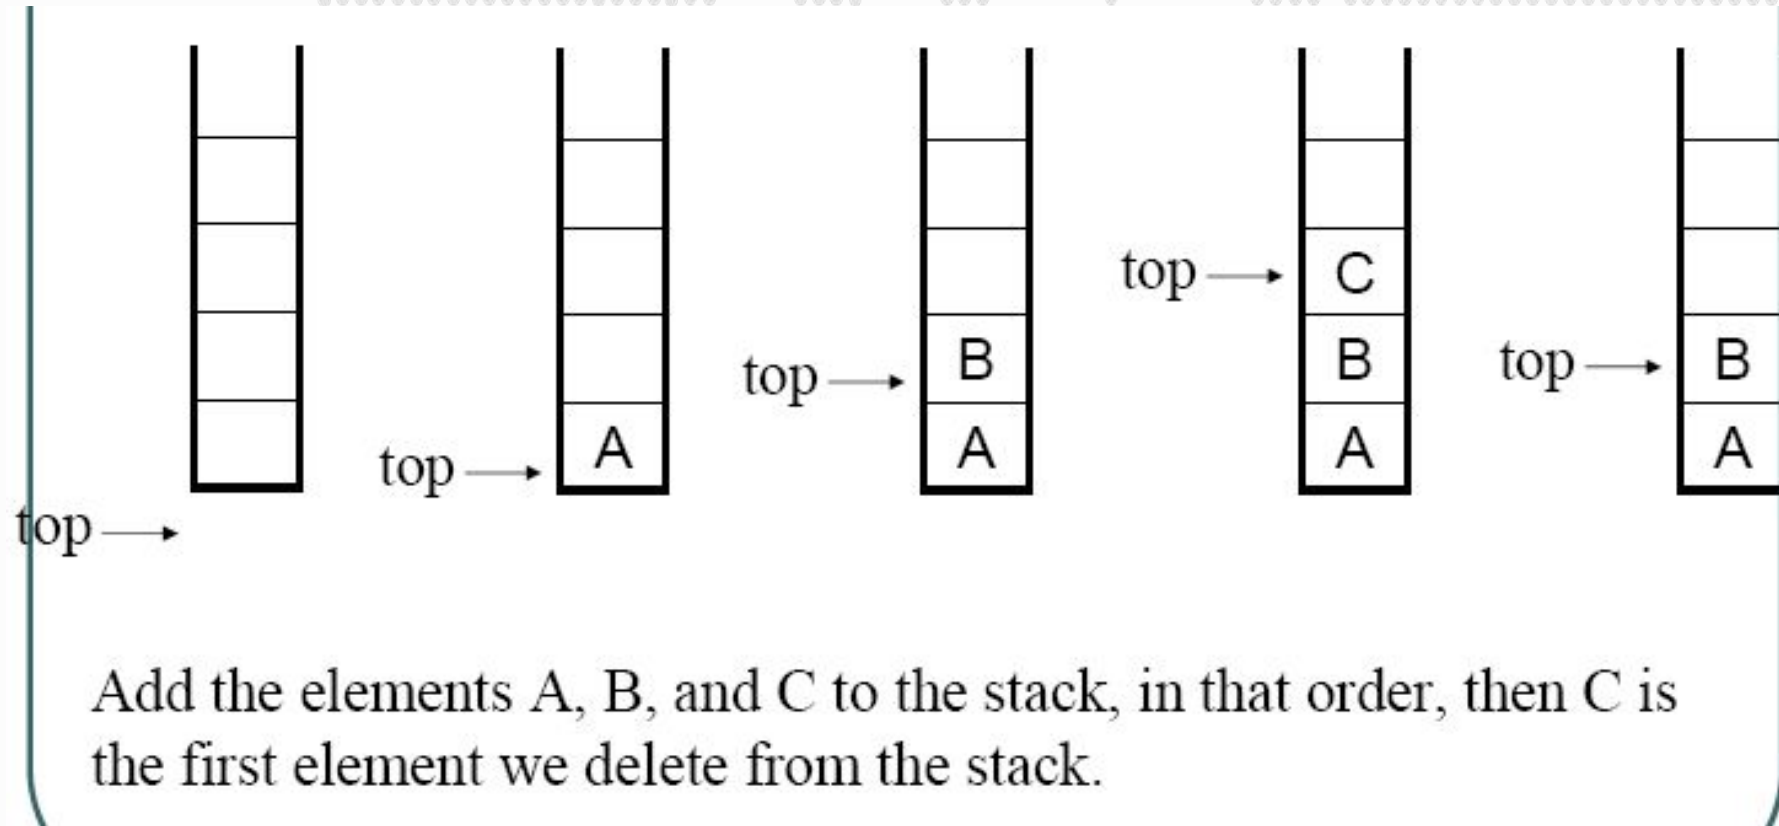 top
top
A
top
B
A
top
C
B
A
top
B
A
Add the elements A, B, and C to the stack, in that order, then C is
the first element we delete from the stack.